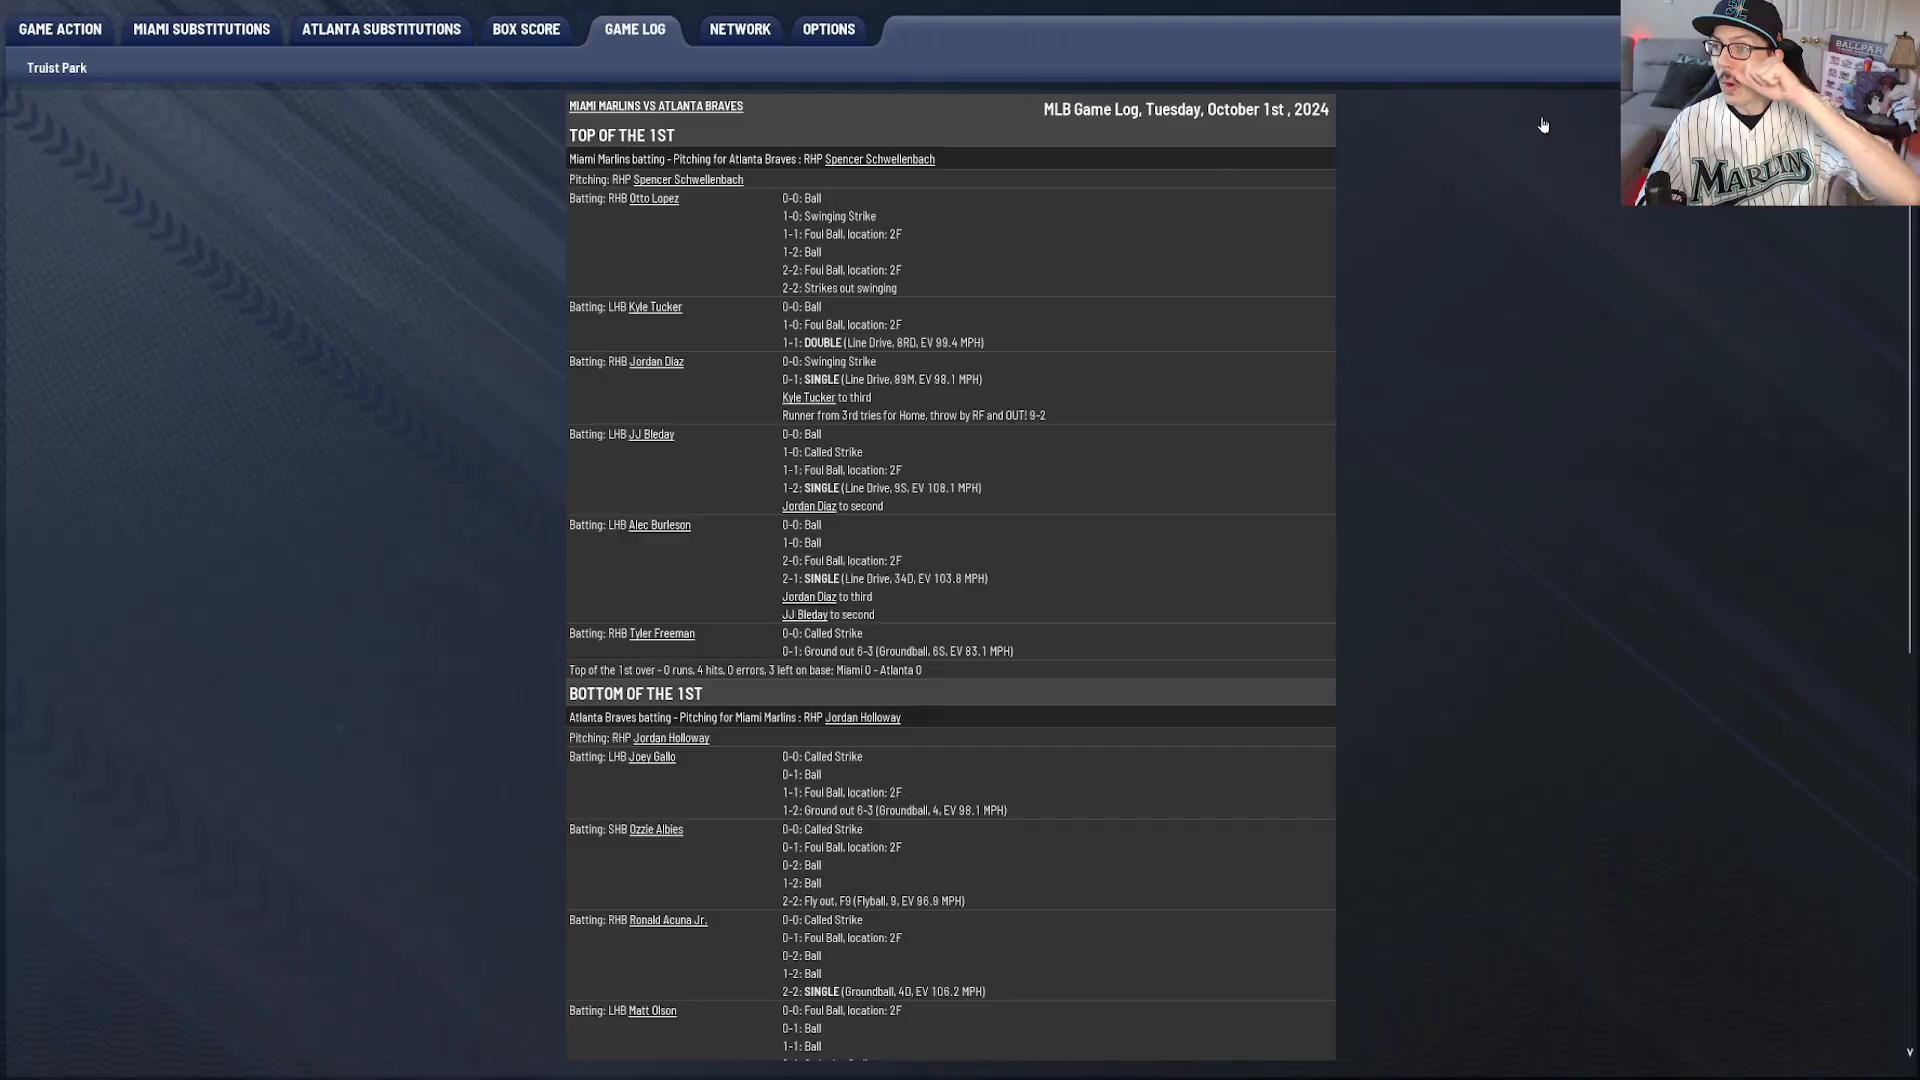 GAME ACTION
MIAMI SUBSTITUTIONS
ATLANTA SUBSTITUTIONS
BOX SCORE
GAME LOG
NETWORK
OPTIONS
Truist Park
BALLPAR
MARLINS
MIAMI MARLINS VS ATLANTA BRAVES
MLB Game Log, Tuesday, October 1st , 2024
TOP OF THE 1ST
Miami Marlins batting - Pitching for Atlanta Braves : RHP Spencer Schwellenbach
Pitching: RHP Spencer Schwellenbach
Batting: RHB Otto Lopez
0-0: Ball
1-0: Swinging Strike
1-1: Foul Ball, location: 2F
1-2: Ball
2-2: Foul Ball, location: 2F
2-2: Strikes out swinging
Batting: LHB Kyle Tucker
0-0: Ball
1-0: Foul Ball, location: 2F
1-1: DOUBLE (Line Drive, 8RD, EV 99.4 MPH)
Batting: RHB Jordan Diaz
0-0: Swinging Strike
0-1: SINGLE (Line Drive, 89M, EV 98.1 MPH)
Kyle Tucker to third
Runner from 3rd tries for Home, throw by RF and OUT! 9-2
Batting: LHB JJ Bleday
0-0: Ball
1-0: Called Strike
1-1: Foul Ball, location: 2F
1-2: SINGLE (Line Drive, 9S, EV 108.1 MPH)
Jordan Diaz to second
Batting: LHB Alec Burleson
0-0: Ball
1-0: Ball
2-0: Foul Ball, location: 2F
2-1: SINGLE (Line Drive, 34D, EV 103.8 MPH)
Jordan Diaz to third
JJ Bleday to second
Batting: RHB Tyler Freeman
0-0: Called Strike
0-1: Ground out 6-3 (Groundball, 6S, EV 83.1 MPH)
Top of the 1st over - 0 runs, 4 hits, 0 errors, 3 left on base; Miami 0 - Atlanta 0
BOTTOM OF THE 1ST
Atlanta Braves batting - Pitching for Miami Marlins : RHP Jordan Holloway
Pitching: RHP Jordan Holloway
Batting: LHB Joey Gallo
0-0: Called Strike
0-1: Ball
1-1: Foul Ball, location: 2F
1-2: Ground out 6-3 (Groundball, 4, EV 98.1 MPH)
Batting: SHB Ozzie Albies
0-0: Called Strike
0-1: Foul Ball, location: 2F
0-2: Ball
1-2: Ball
2-2: Fly out, F9 (Flyball, 9, EV 96.9 MPH)
Batting: RHB Ronald Acuna Jr.
0-0: Called Strike
0-1: Foul Ball, location: 2F
0-2: Ball
1-2: Ball
2-2: SINGLE (Groundball, 4D, EV 106.2 MPH)
Batting: LHB Matt Olson
0-0: Foul Ball, location: 2F
0-1: Ball
1-1: Ball